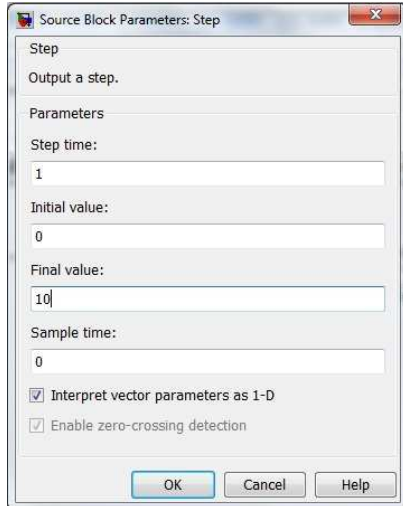 Source Block Parameters: Step
Step
Output a step.
Parameters
Step time:
1
Initial value:
0
Final value:
10
Sample time:
0
Interpret vector parameters as 1-D
Enable zero-crossing detection
OK
Cancel
Help